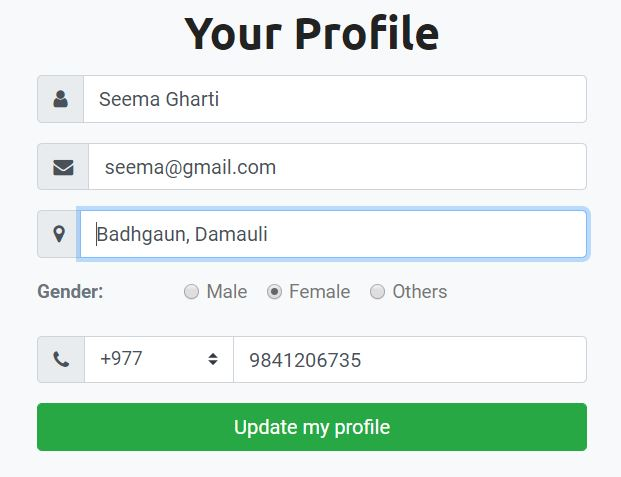 Your Profile
Seema Gharti
seema@gmail.com
Badhgaun, Damauli
Gender: Male Female Others
+977 9841206735
Update my profile